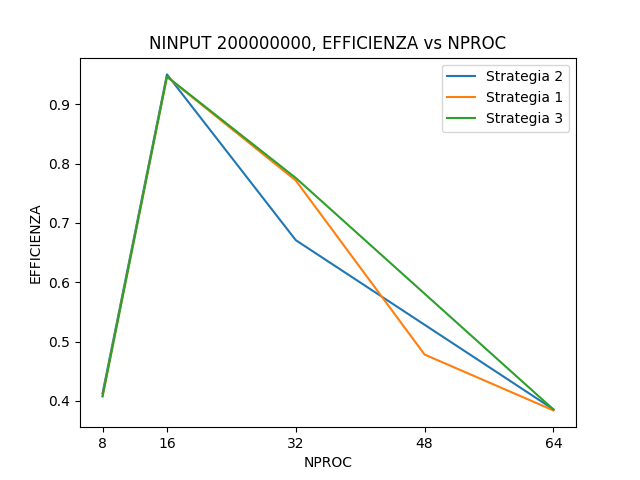 NINPUT 200000000, EFFICIENZA vs NPROC
Strategia 2
Strategia 1
Strategia 3
EFFICIENZA
0.9
0.8
0.7
0.6
0.5
0.4
8 16 32 48 64
NPROC